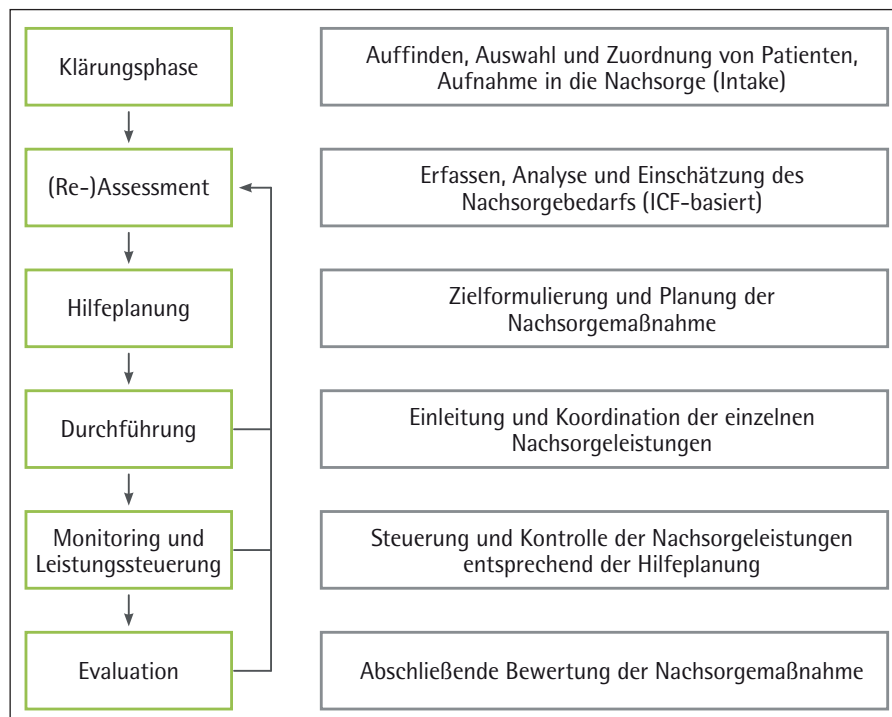 Klärungsphase
Auffinden, Auswahl und Zuordnung von Patienten,
Aufnahme in die Nachsorge (Intake)
(Re-)Assessment
Erfassen, Analyse und Einschätzung des
Nachsorgebedarfs (ICF-basiert)
Hilfeplanung
Zielformulierung und Planung der
Nachsorgemaßnahme
Durchführung
Einleitung und Koordination der einzelnen
Nachsorgeleistungen
Monitoring und
Leistungssteuerung
Steuerung und Kontrolle der Nachsorgeleistungen
entsprechend der Hilfeplanung
Evaluation
Abschließende Bewertung der Nachsorgemaßnahme